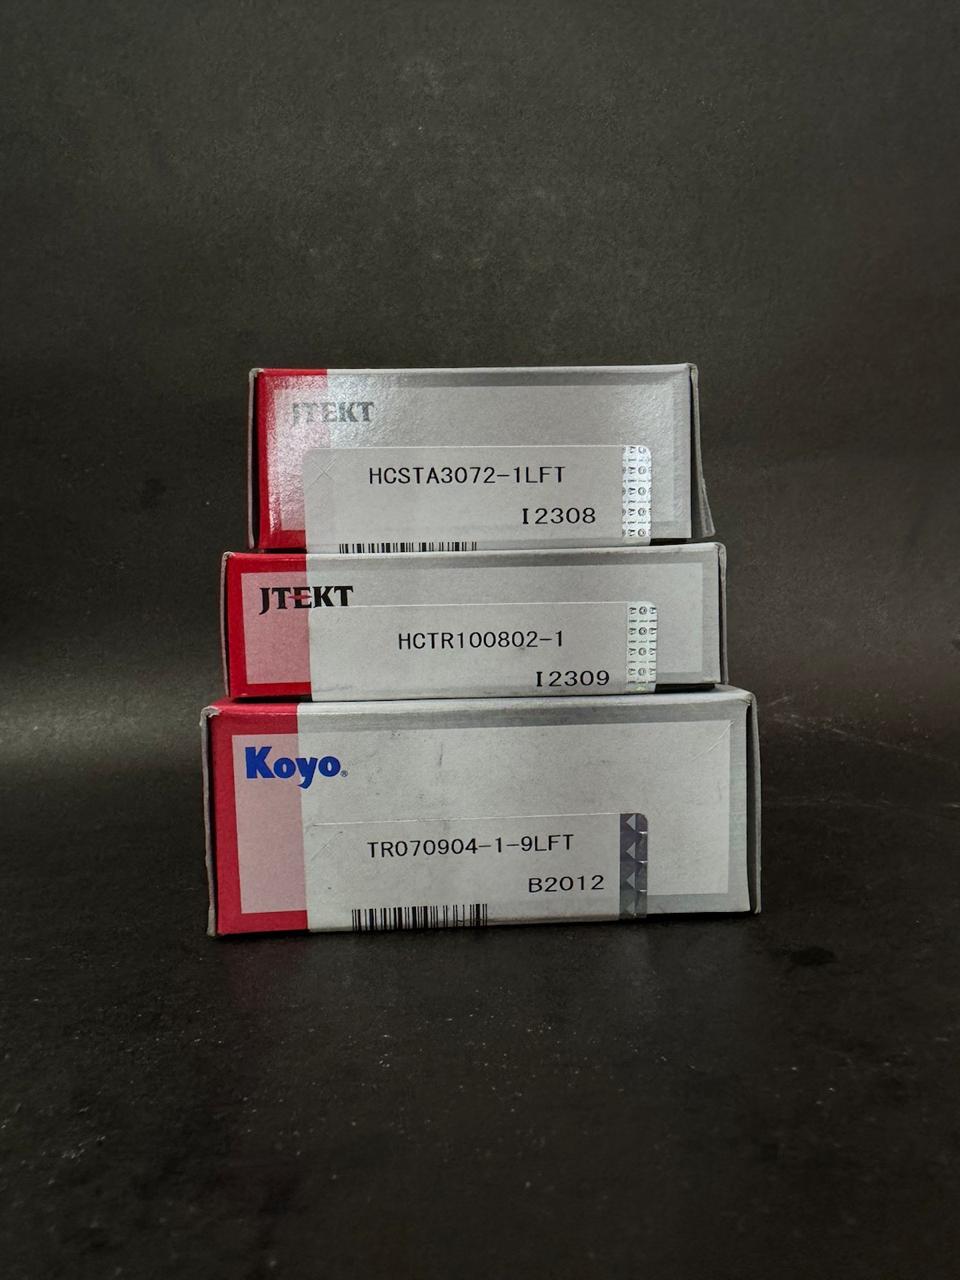 JTEKT
HCSTA3072-1LFT
I2308
JTEKT
HCTR100802-1
I2309
Koyo®
TR070904-1-9LFT
B2012